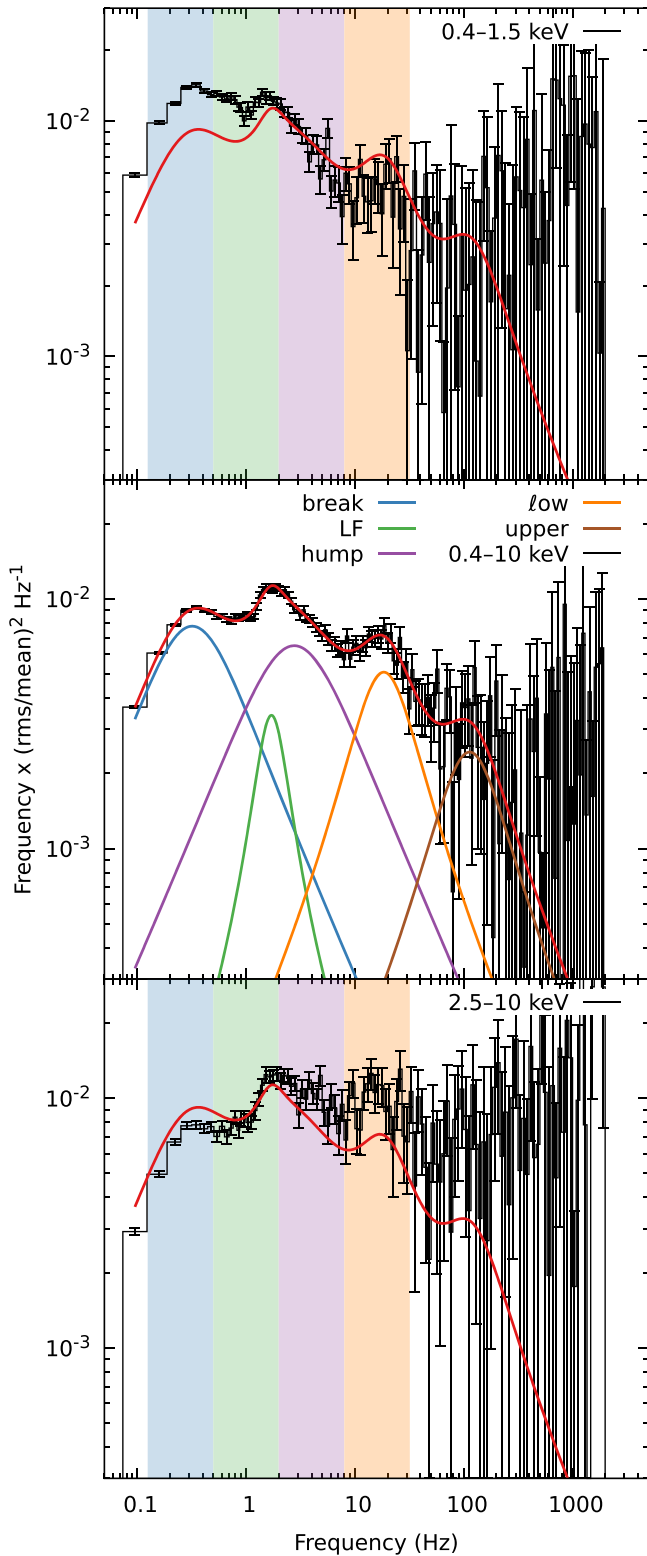 0.4–1.5 keV
10⁻²
10⁻³
break
ℓow
LF
upper
hump
0.4–10 keV
10⁻²
10⁻³
Frequency x (rms/mean)² Hz⁻¹
2.5–10 keV
10⁻²
10⁻³
0.1 1 10 100 1000
Frequency (Hz)